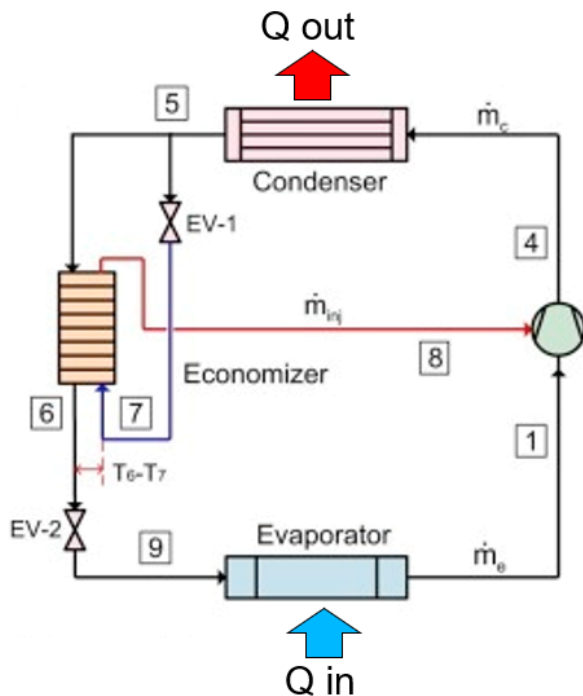 Q out
5
ṁc
Condenser
EV-1
4
ṁinj
8
Economizer
6
7
1
T6-T7
EV-2
9
Evaporator
ṁe
Q in